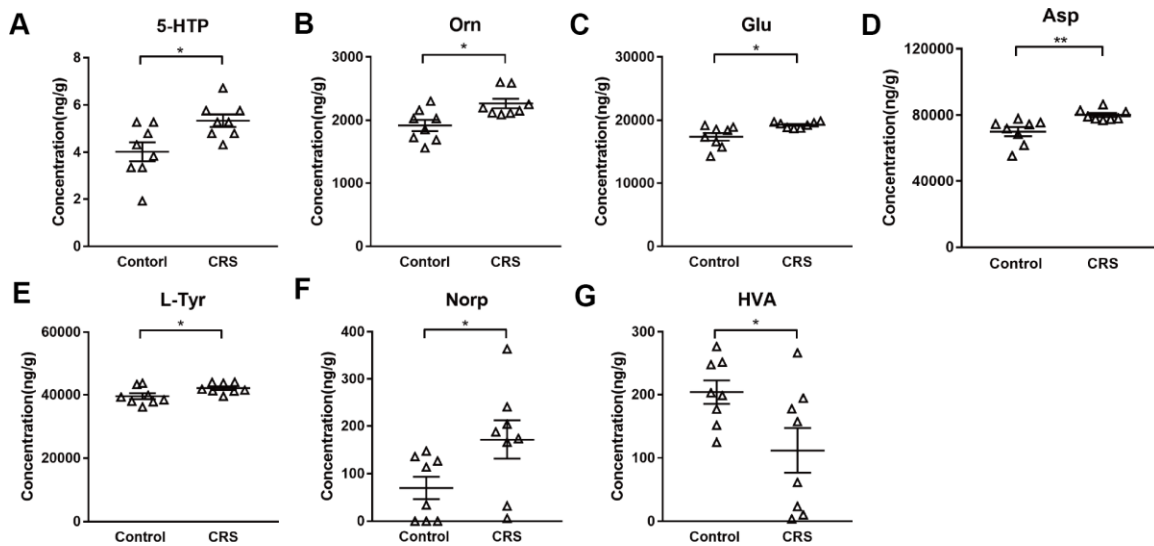 A
5-HTP
*
Concentration(ng/g)
8
6
4
2
0
Contorl CRS
B
Orn
*
Concentration(ng/g)
3000
2000
1000
0
Contorl CRS
C
Glu
*
Concentration(ng/g)
30000
20000
10000
0
Control CRS
D
Asp
**
Concentration(ng/g)
120000
80000
40000
0
Control CRS
E
L-Tyr
*
Concentration(ng/g)
60000
40000
20000
0
Control CRS
F
Norp
*
Concentration(ng/g)
400
300
200
100
0
Control CRS
G
HVA
*
Concentration(ng/g)
300
200
100
0
Control CRS